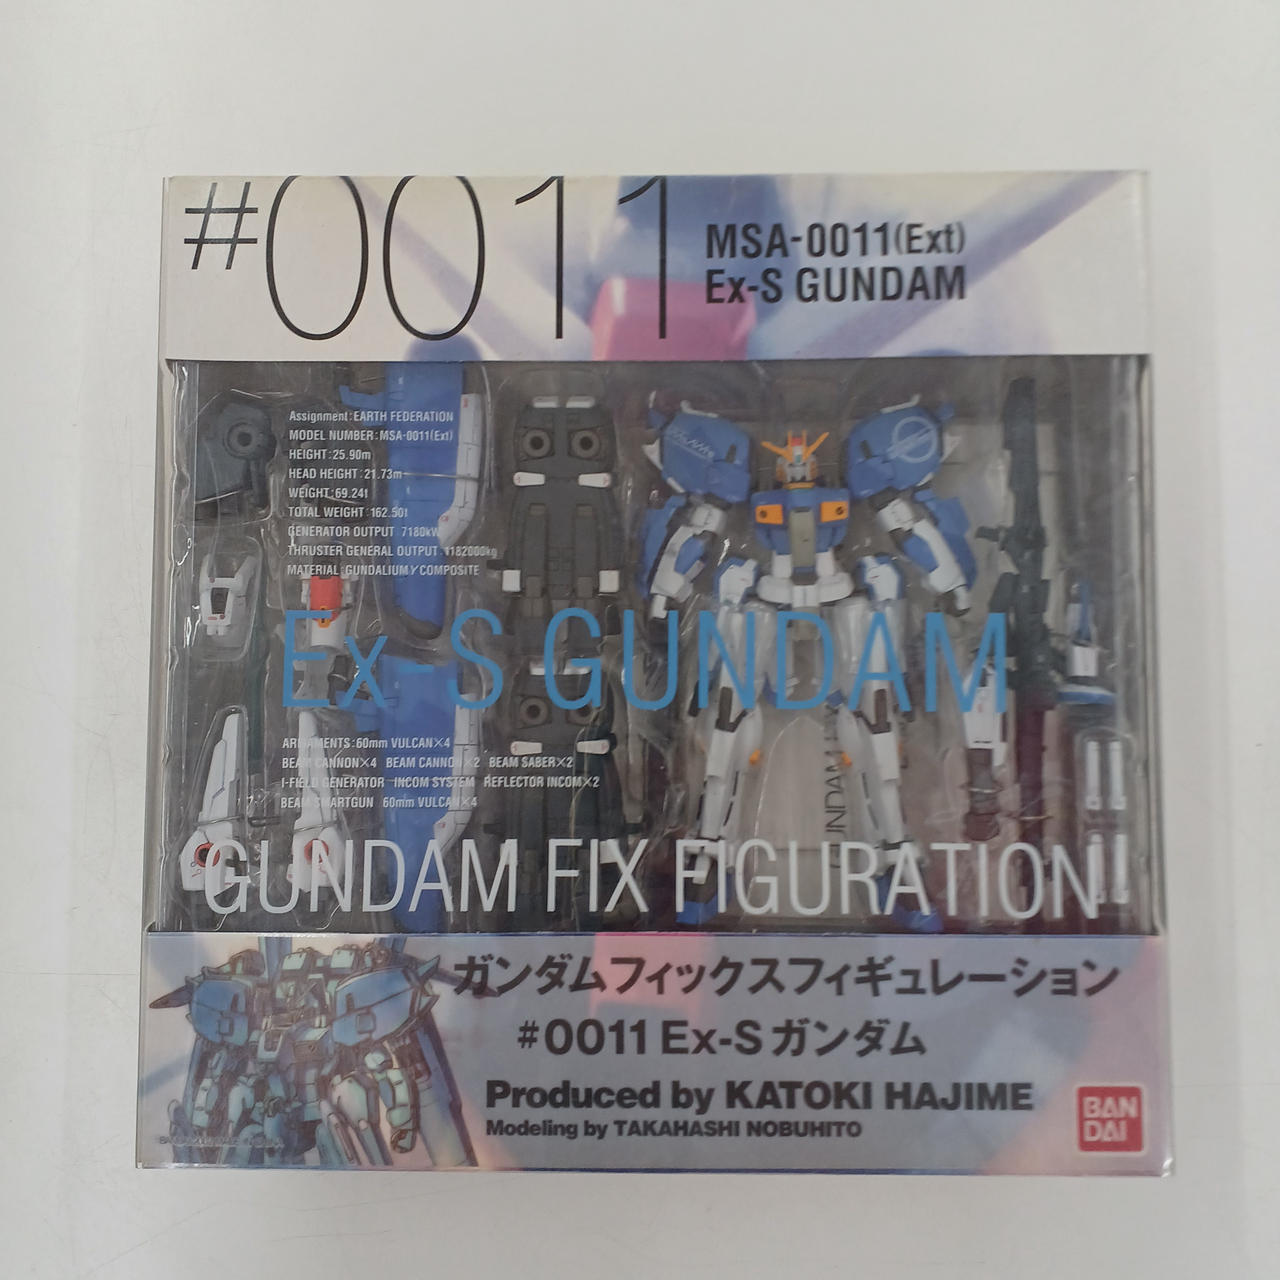 #0011
MSA-0011(Ext)
Ex-S GUNDAM
Assignment:EARTH FEDERATION
MODEL NUMBER:MSA-0011(Ext)
HEIGHT:25.90m
HEAD HEIGHT:21.73m
WEIGHT:69.24t
TOTAL WEIGHT:162.50t
GENERATOR OUTPUT 7180kW
THRUSTER GENERAL OUTPUT:1182000kg
MATERIAL:GUNDALIUM γ COMPOSITE
Ex-S GUNDAM
ARMAMENTS:60mm VULCAN×4
BEAM CANNON×4 BEAM CANNON×2 BEAM SABER×2
I-FIELD GENERATOR INCOM SYSTEM REFLECTOR INCOM×2
BEAM SMARTGUN 60mm VULCAN×4
GUNDAM FIX FIGURATION
ガンダムフィックスフィギュレーション
#0011 Ex-S ガンダム
Produced by KATOKI HAJIME
Modeling by TAKAHASHI NOBUHITO
BAN
DAI